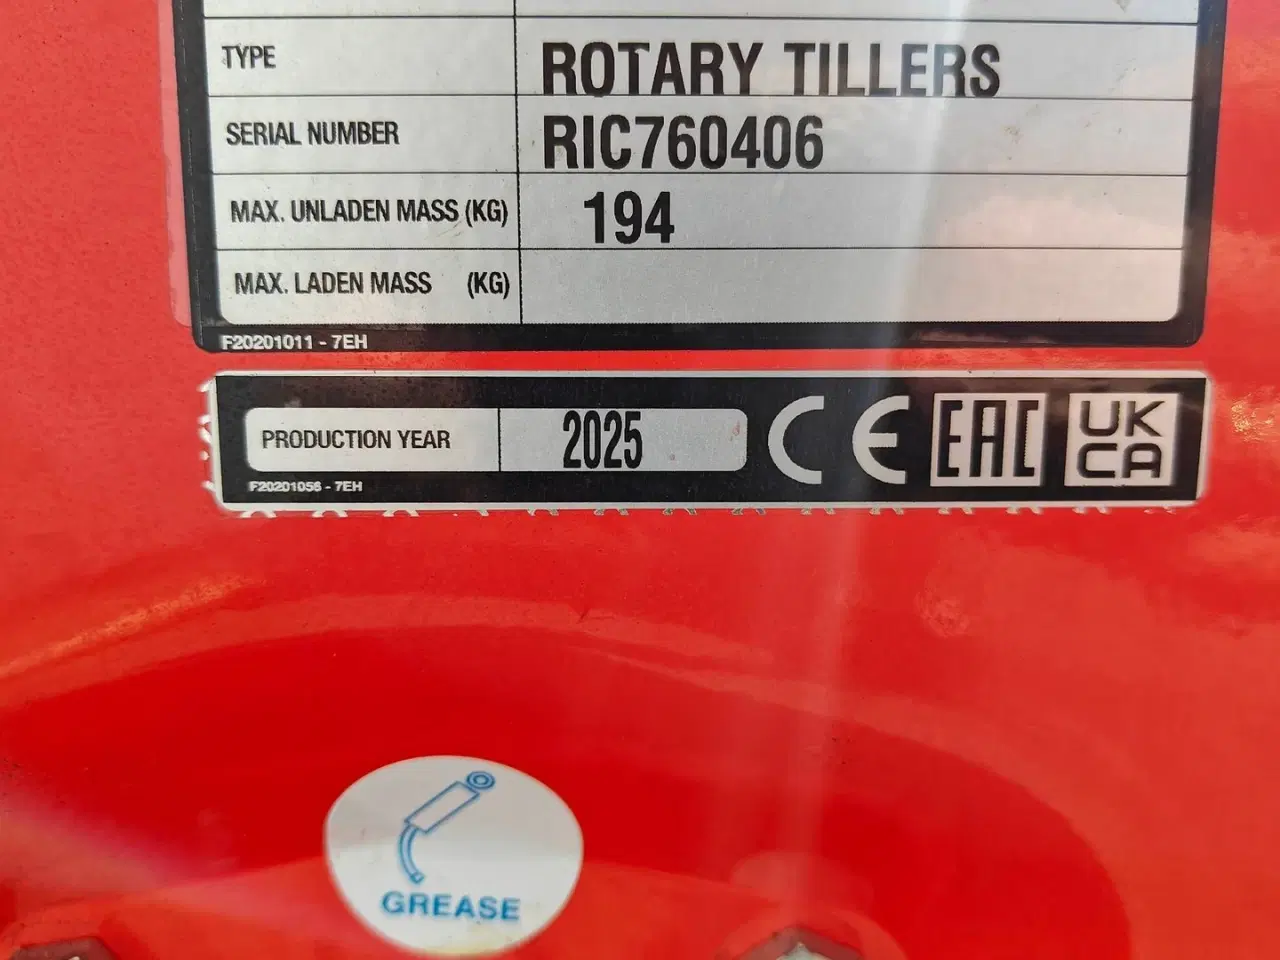 TYPE ROTARY TILLERS
SERIAL NUMBER RIC760406
MAX. UNLADEN MASS (KG) 194
MAX. LADEN MASS (KG)
F20201011 - 7EH
PRODUCTION YEAR 2025 CE EAC UK
CA
F20201056 - 7EH
GREASE